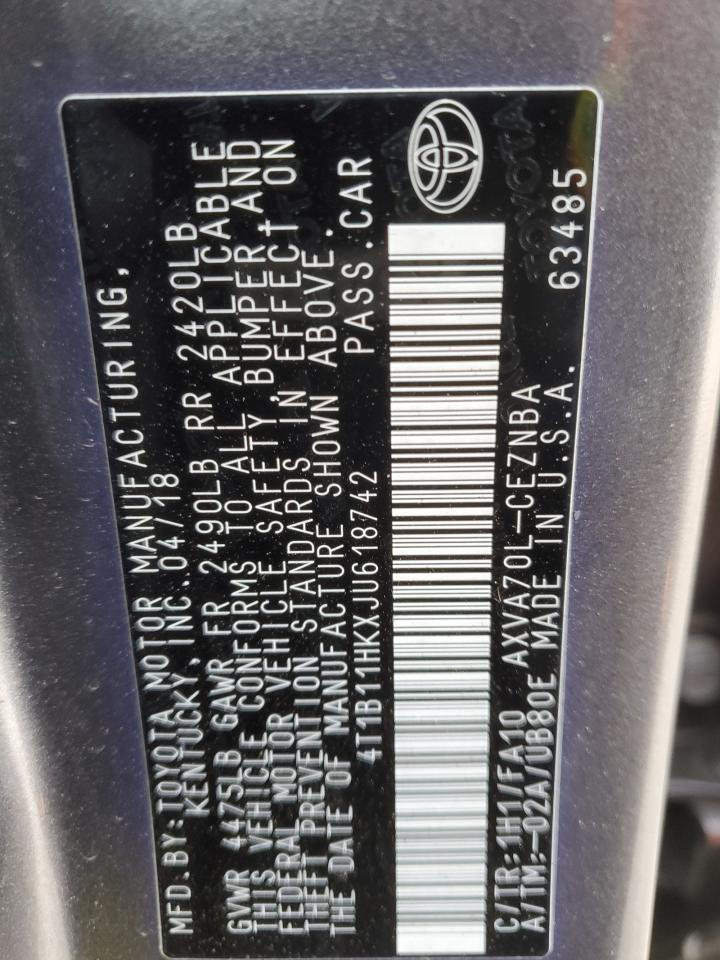 MFD.BY:TOYOTA MOTOR MANUFACTURING,
KENTUCKY, INC. 04/18
GVWR 4475LB GAWR FR 2490LB RR 2420LB
THIS VEHICLE CONFORMS TO ALL APPLICABLE
FEDERAL MOTOR VEHICLE SAFETY, BUMPER AND
THEFT PREVENTION STANDARDS IN EFFECT ON
THE DATE OF MANUFACTURE SHOWN ABOVE.
4T1B11HKXJU618742 PASS.CAR
C/TR:1H1/FA10 AXVA70L-CEZNBA
A/TM:-02A/UB80E MADE IN U.S.A. 63485